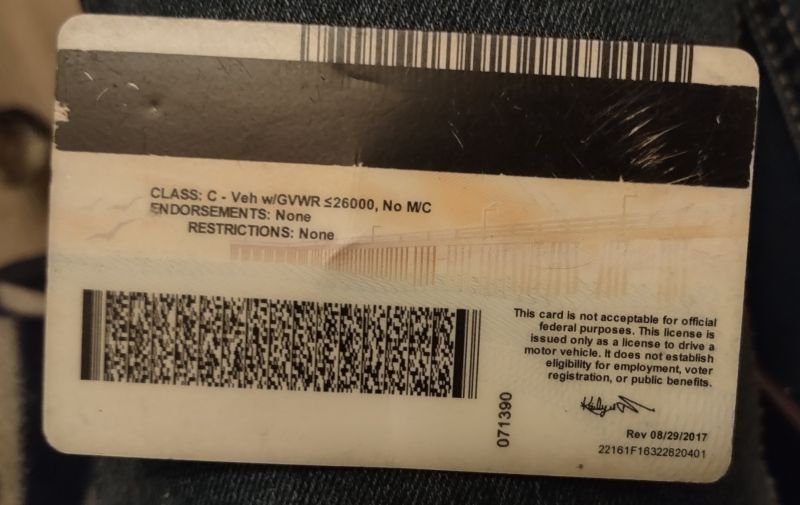 CLASS: C - Veh w/GVWR ≤26000, No M/C
ENDORSEMENTS: None
RESTRICTIONS: None
This card is not acceptable for official
federal purposes. This license is
issued only as a license to drive a
motor vehicle. It does not establish
eligibility for employment, voter
registration, or public benefits.
071390
Rev 08/29/2017
22161F16322820401